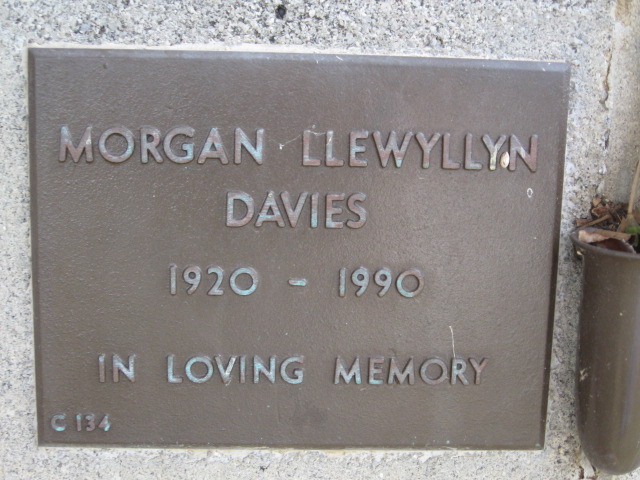 MORGAN LLEWYLLYN
DAVIES
1920 - 1990
IN LOVING MEMORY
C 134